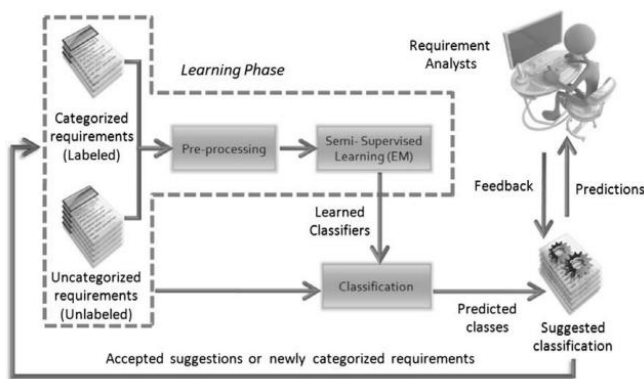 Learning Phase
Requirement
Analysts
Categorized
requirements
(Labeled)
Pre-processing
Semi- Supervised
Learning (EM)
Feedback
Predictions
Learned
Classifiers
Uncategorized
requirements
(Unlabeled)
Classification
Predicted
classes
Suggested
classification
Accepted suggestions or newly categorized requirements